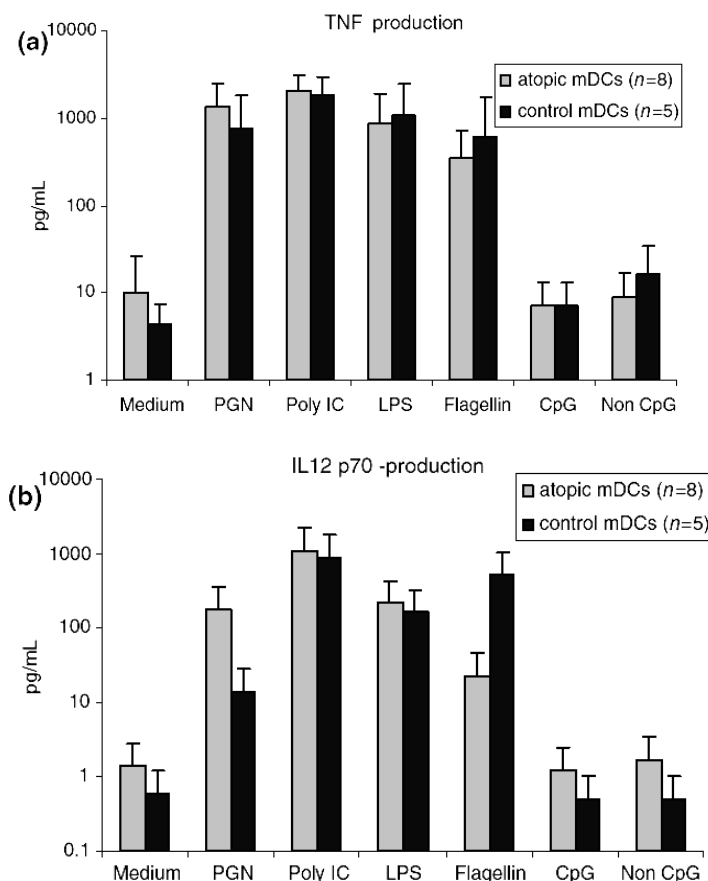 (a)
TNF production
10000
1000
100
10
1
pg/mL
atopic mDCs (n=8)
control mDCs (n=5)
Medium PGN Poly IC LPS Flagellin CpG Non CpG
(b)
IL12 p70 -production
10000
1000
100
10
1
0.1
pg/mL
atopic mDCs (n=8)
control mDCs (n=5)
Medium PGN Poly IC LPS Flagellin CpG Non CpG